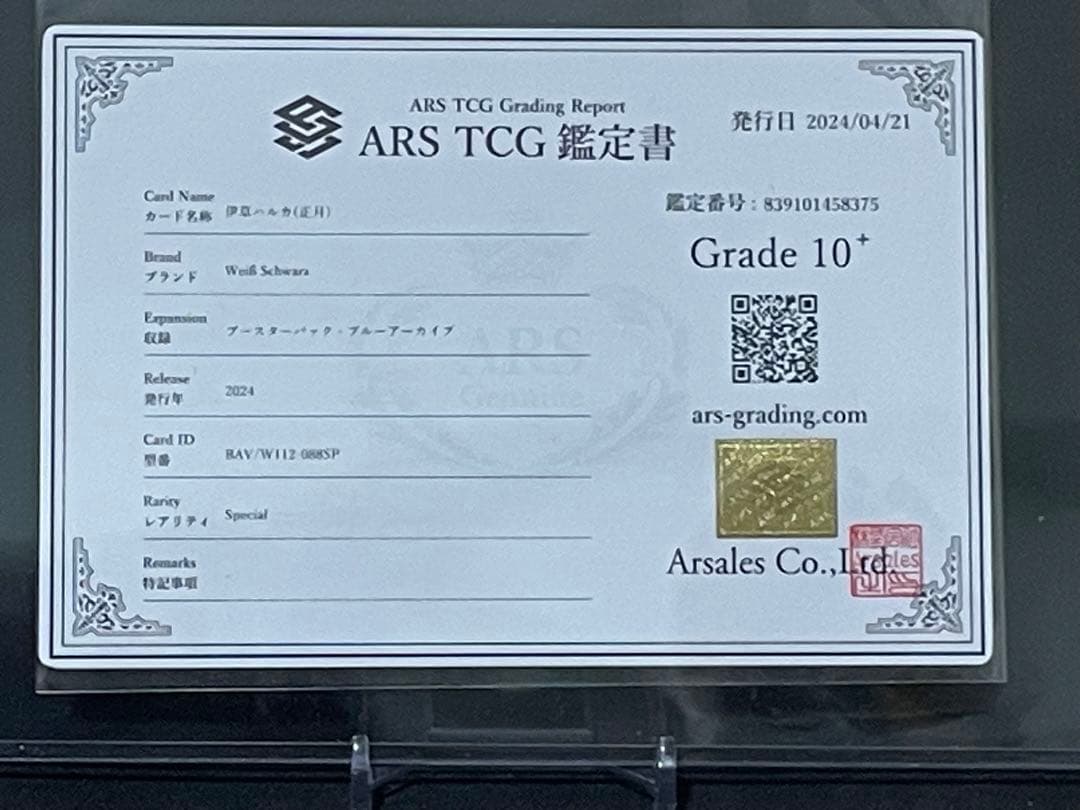 ARS TCG Grading Report
ARS TCG 鑑定書
発行日 2024/04/21
Card Name
カード名称 伊草ハルカ(正月)
Brand
ブランド Weiß Schwarz
Expansion
収録 ブースターパック・ブルーアーカイブ
Release
発行年 2024
Card ID
型番 BAV/W112-088SP
Rarity
レアリティ Special
Remarks
特記事項
鑑定番号 : 839101458375
Grade 10+
ars-grading.com
Arsales Co.,Ltd.
ARS
Genuine
Arsales